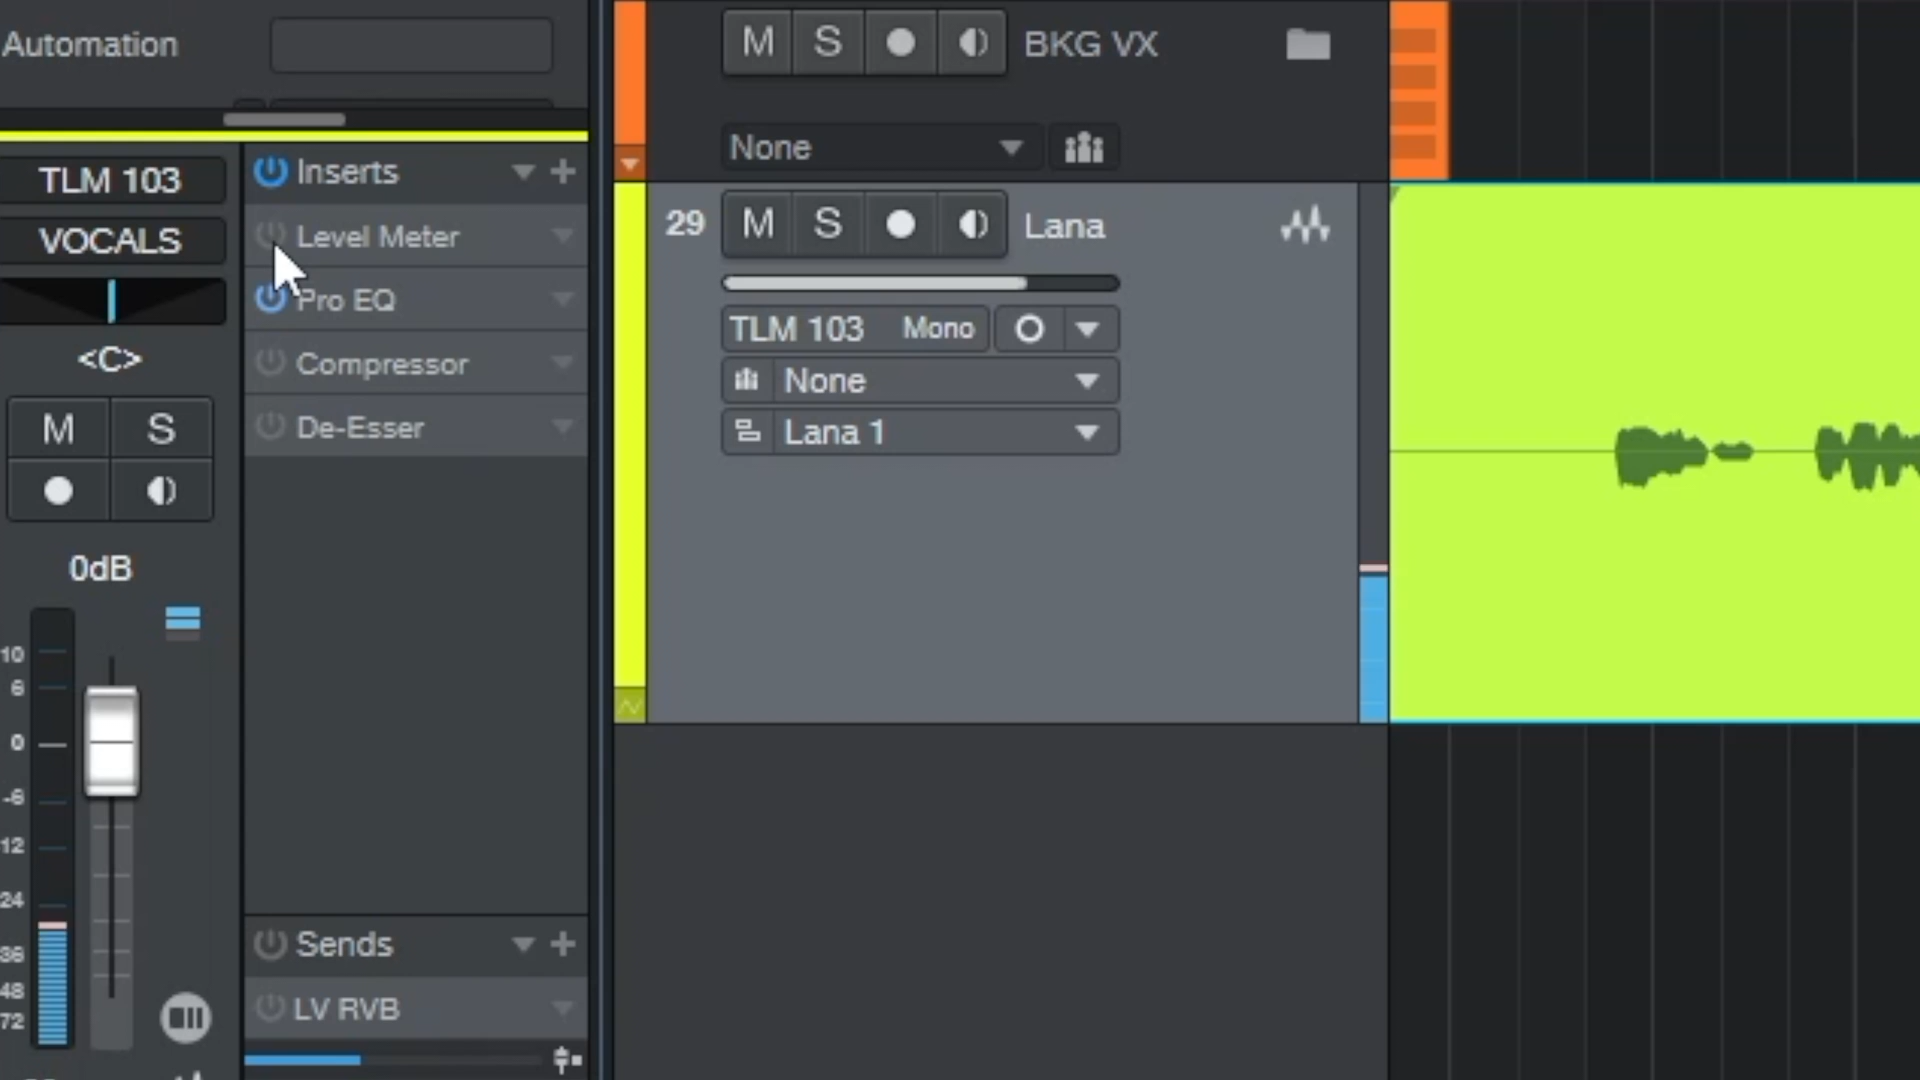 Automation
TLM 103
VOCALS
<C>
M S
0dB
10
6
0
-6
12
24
36
48
72
Inserts
Level Meter
Pro EQ
Compressor
De-Esser
Sends
LV RVB
M S BKG VX
None
29 M S Lana
TLM 103 Mono
None
Lana 1